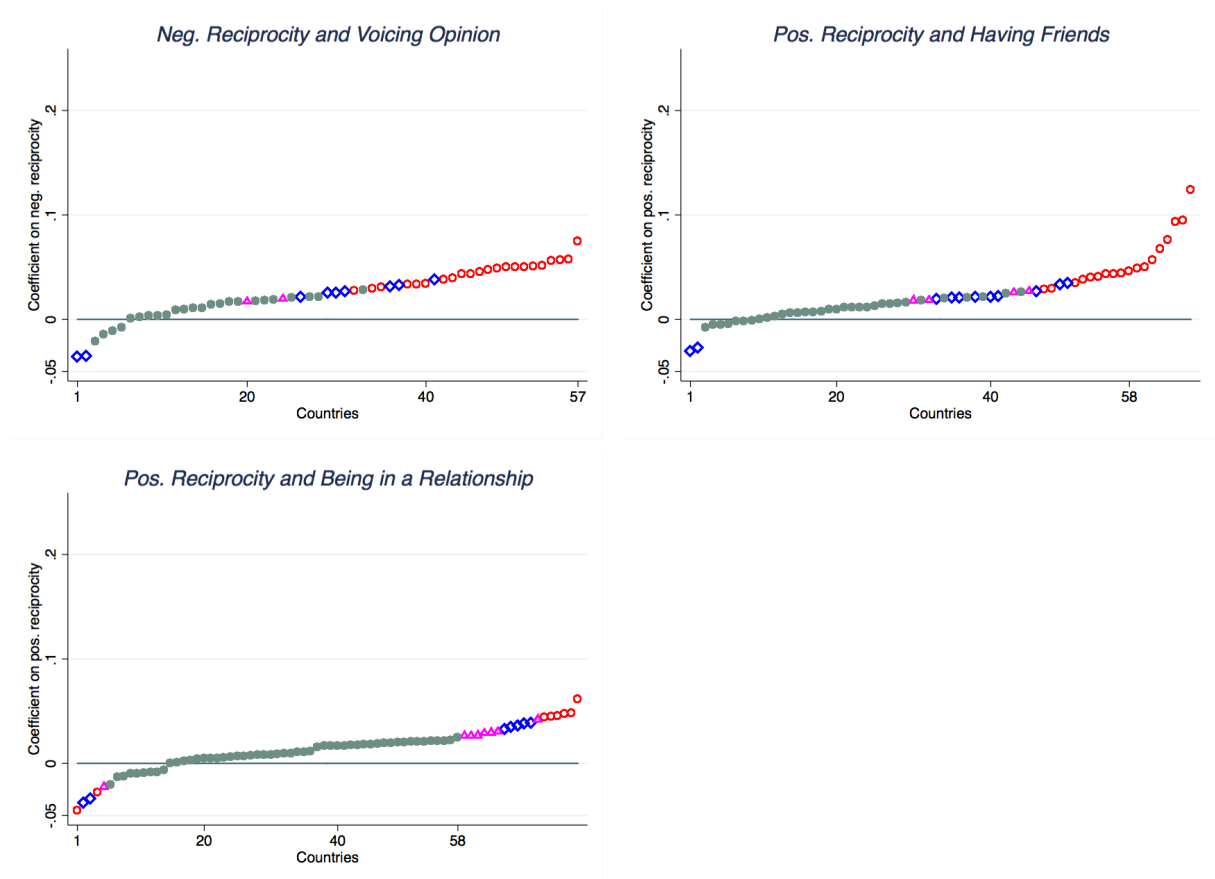 Neg. Reciprocity and Voicing Opinion
Coefficient on neg. reciprocity
.2
.1
0
-.05
1
20
40
57
Countries
Pos. Reciprocity and Having Friends
Coefficient on pos. reciprocity
.2
.1
0
-.05
1
20
40
58
Countries
Pos. Reciprocity and Being in a Relationship
Coefficient on pos. reciprocity
.2
.1
0
-.05
1
20
40
58
Countries